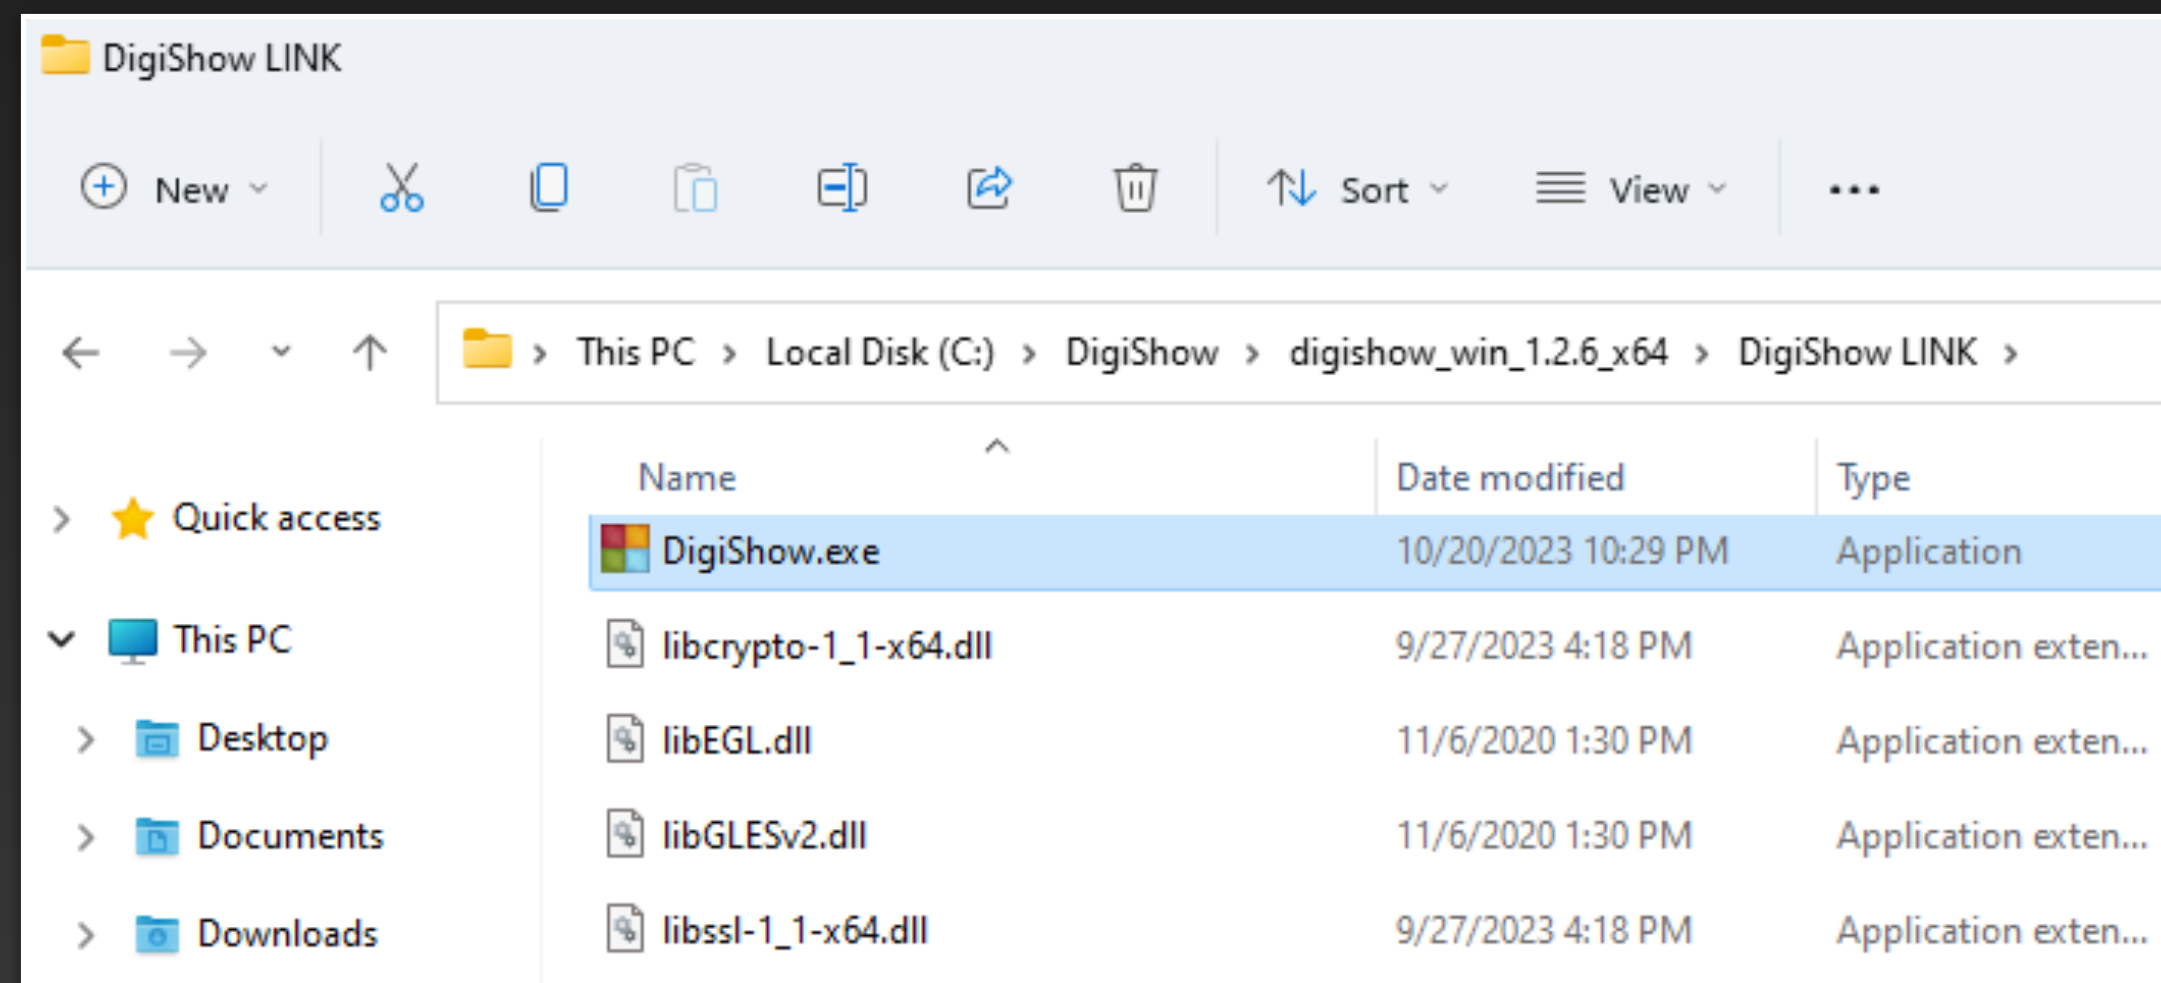 DigiShow LINK
New Sort View
This PC Local Disk (C:) DigiShow digishow_win_1.2.6_x64 DigiShow LINK
Name Date modified Type
Quick access
This PC
Desktop
Documents
Downloads
DigiShow.exe 10/20/2023 10:29 PM Application
libcrypto-1_1-x64.dll 9/27/2023 4:18 PM Application exten...
libEGL.dll 11/6/2020 1:30 PM Application exten...
libGLESv2.dll 11/6/2020 1:30 PM Application exten...
libssl-1_1-x64.dll 9/27/2023 4:18 PM Application exten...